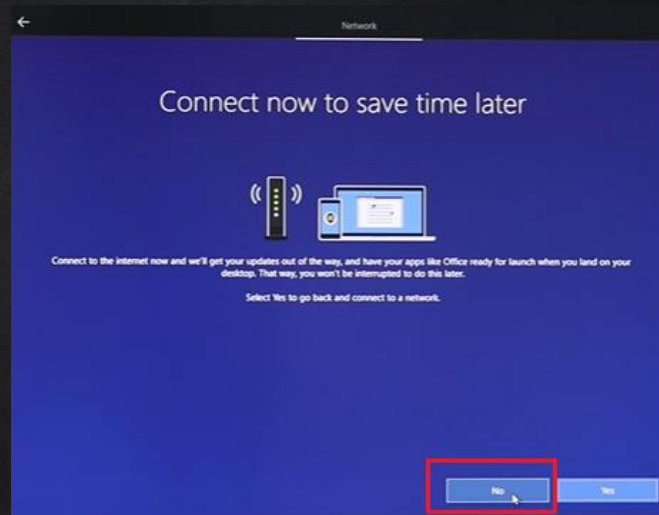 Network
Connect now to save time later
Connect to the internet now and we'll get your updates out of the way, and have your apps like Office ready for launch when you land on your
desktop. That way, you won't be interrupted to do this later.
Select Yes to go back and connect to a network.
No
Yes